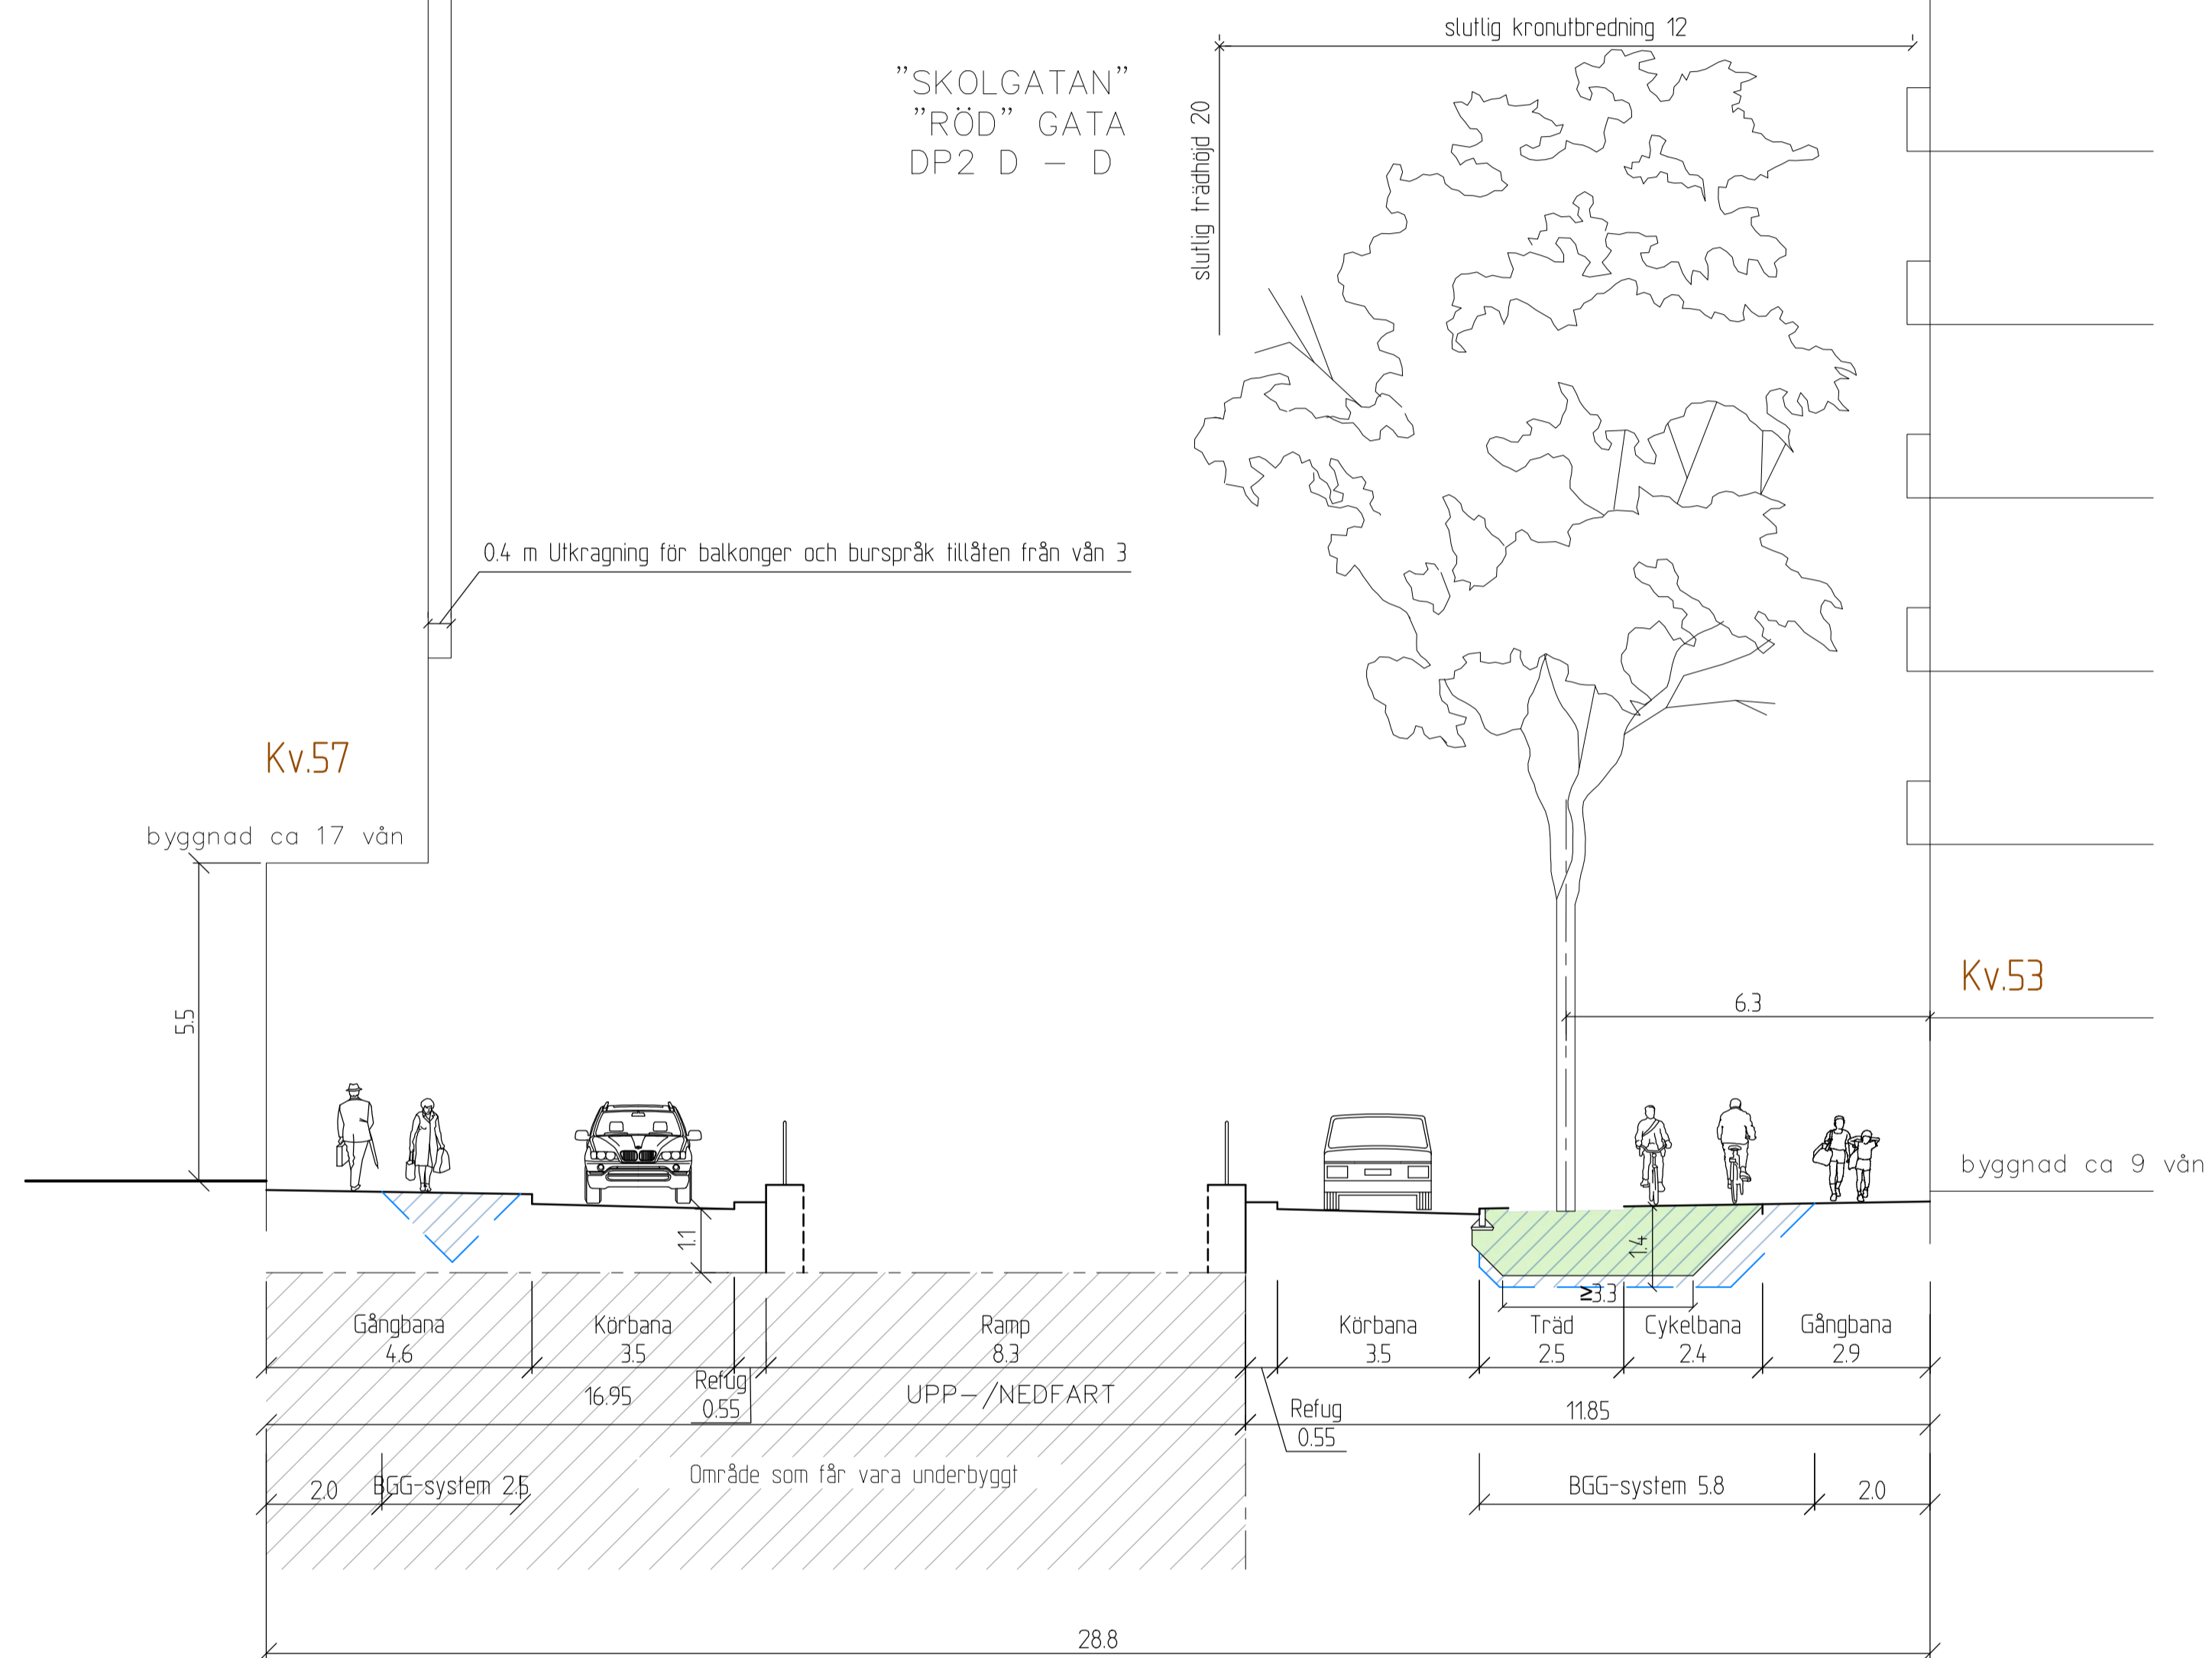 slutlig kronutbredning 12
"SKOLGATAN"
"RÖD" GATA
DP2 D - D
slutlig trädhöjd 20
0.4 m Utkragning för balkonger och burspråk tillåten från vån 3
Kv.57
byggnad ca 17 vån
5.5
Kv.53
6.3
byggnad ca 9 vån
1.1
1.4
≥3.3
Gångbana
4.6
Körbana
3.5
Ramp
8.3
Körbana
3.5
Träd
2.5
Cykelbana
2.4
Gångbana
2.9
16.95
Refug
0.55
UPP-/NEDFART
Refug
0.55
11.85
2.0
BGG-system 2.5
Område som får vara underbyggt
BGG-system 5.8
2.0
28.8